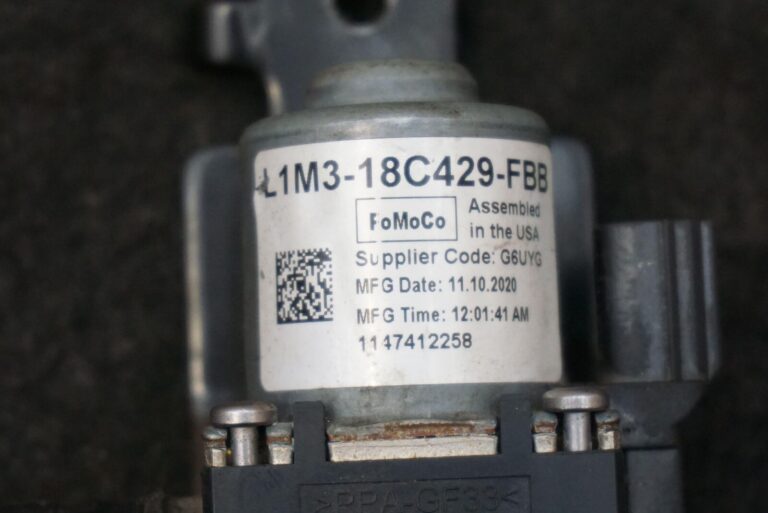 L1M3-18C429-FBB
FoMoCo
Assembled
in the USA
Supplier Code: G6UYG
MFG Date: 11.10.2020
MFG Time: 12:01:41 AM
1147412258
>PPA-GF33<